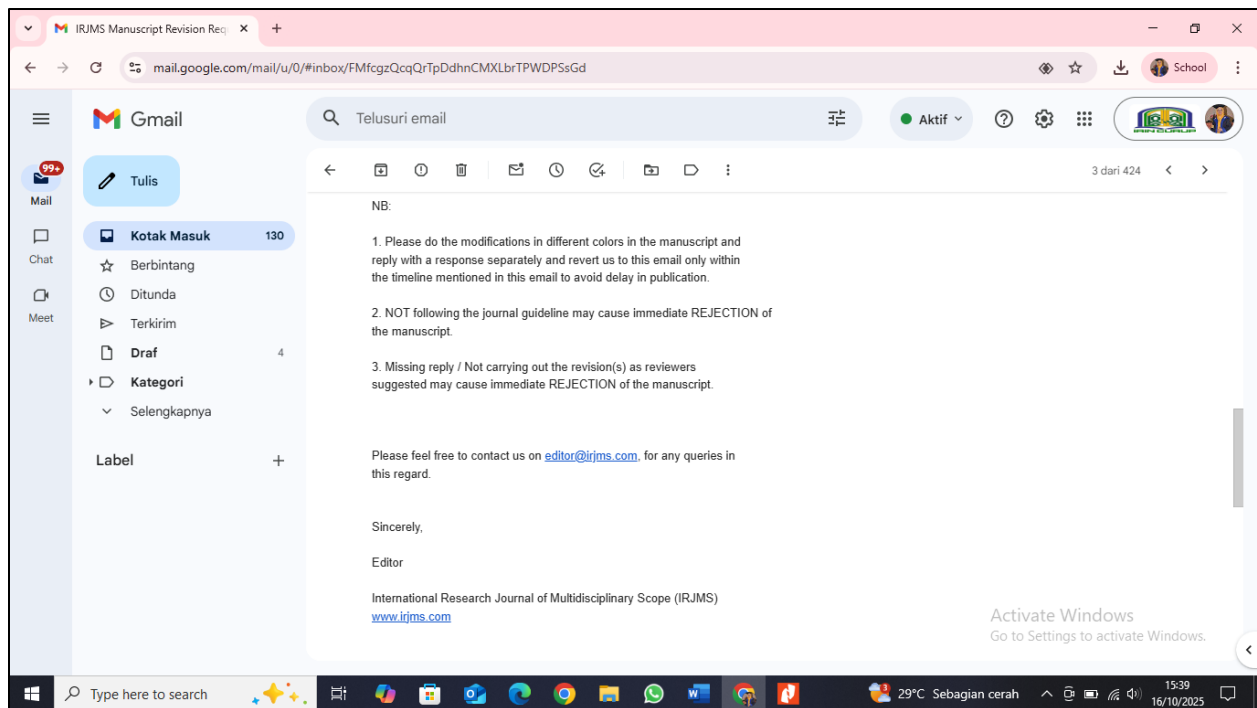 IRJMS Manuscript Revision Req
mail.google.com/mail/u/0/#inbox/FMfcgzQcqQrTpDdhnCMXLbrTPWDPSsGd
School
Gmail
Telusuri email
Aktif
IAIN CURUP
99+
Mail
Chat
Meet
Tulis
Kotak Masuk 130
Berbintang
Ditunda
Terkirim
Draf 4
Kategori
Selengkapnya
Label
3 dari 424
NB:
1. Please do the modifications in different colors in the manuscript and
reply with a response separately and revert us to this email only within
the timeline mentioned in this email to avoid delay in publication.
2. NOT following the journal guideline may cause immediate REJECTION of
the manuscript.
3. Missing reply / Not carrying out the revision(s) as reviewers
suggested may cause immediate REJECTION of the manuscript.
Please feel free to contact us on editor@irjms.com, for any queries in
this regard.
Sincerely,
Editor
International Research Journal of Multidisciplinary Scope (IRJMS)
www.irjms.com
Activate Windows
Go to Settings to activate Windows.
Type here to search
3
29°C Sebagian cerah
15:39
16/10/2025